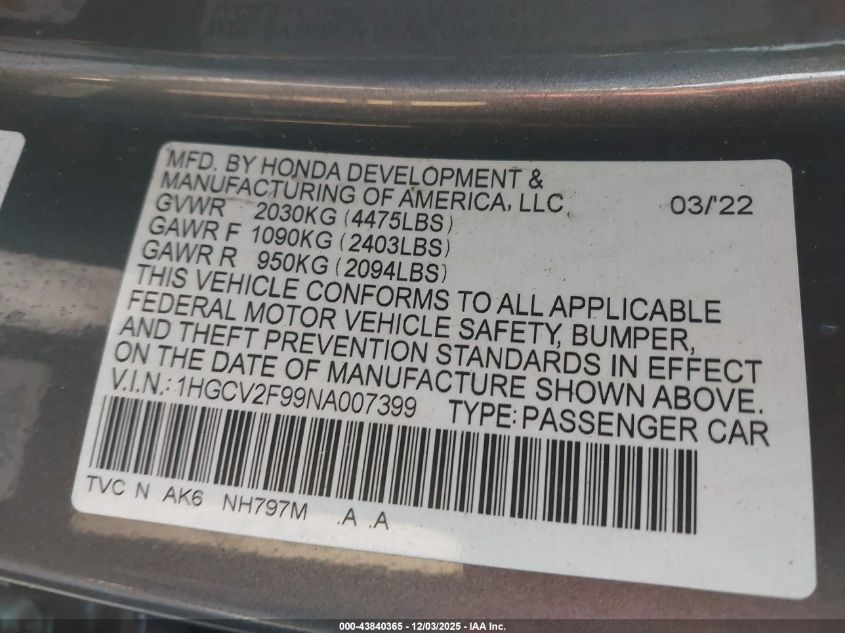 MFD. BY HONDA DEVELOPMENT &
MANUFACTURING OF AMERICA, LLC 03/'22
GVWR 2030KG (4475LBS)
GAWR F 1090KG (2403LBS)
GAWR R 950KG (2094LBS)
THIS VEHICLE CONFORMS TO ALL APPLICABLE
FEDERAL MOTOR VEHICLE SAFETY, BUMPER,
AND THEFT PREVENTION STANDARDS IN EFFECT
ON THE DATE OF MANUFACTURE SHOWN ABOVE.
V.I.N.: 1HGCV2F99NA007399 TYPE: PASSENGER CAR
TVC N AK6 NH797M .A .A
000-43840365 - 12/03/2025 - IAA Inc.